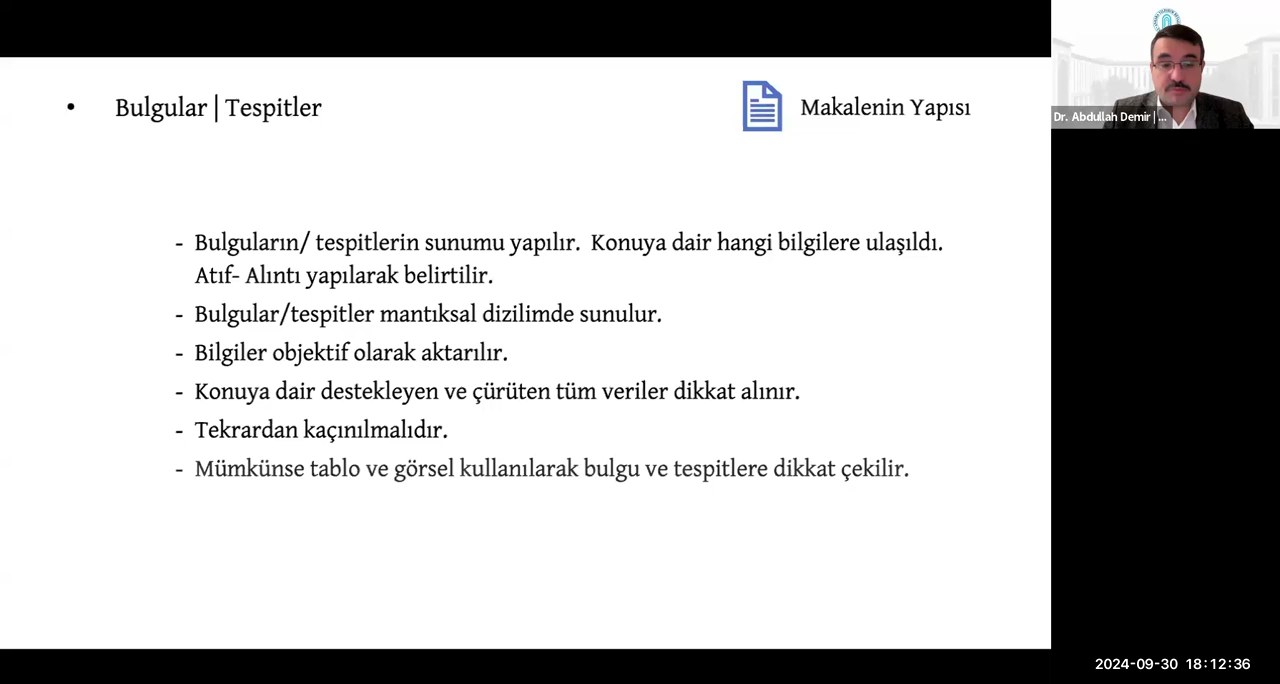 • Bulgular | Tespitler
Makalenin Yapısı
- Bulguların/ tespitlerin sunumu yapılır.  Konuya dair hangi bilgilere ulaşıldı.
Atıf- Alıntı yapılarak belirtilir.
- Bulgular/tespitler mantıksal dizilimde sunulur.
- Bilgiler objektif olarak aktarılır.
- Konuya dair destekleyen ve çürüten tüm veriler dikkat alınır.
- Tekrardan kaçınılmalıdır.
- Mümkünse tablo ve görsel kullanılarak bulgu ve tespitlere dikkat çekilir.
Dr. Abdullah Demir | ...
2024-09-30 18:12:36